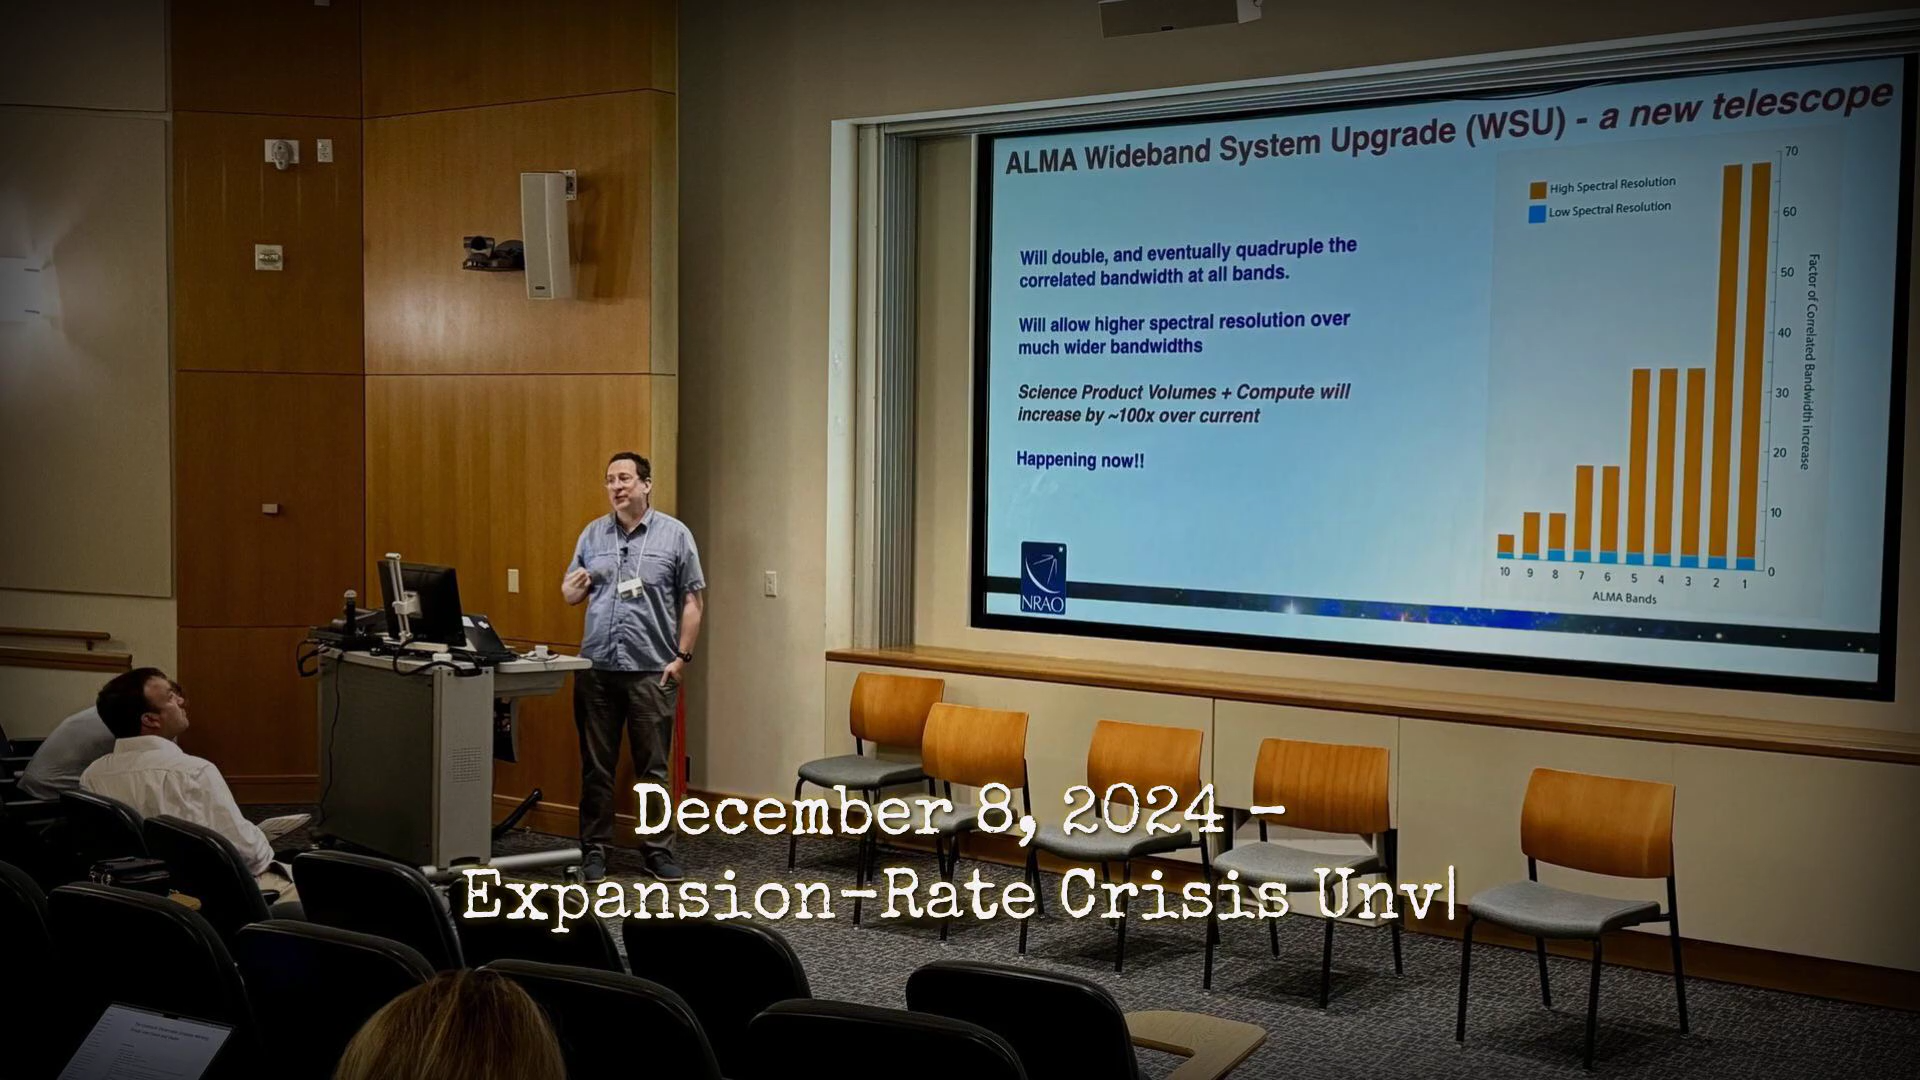 ALMA Wideband System Upgrade (WSU) - a new telescope
Will double, and eventually quadruple the
correlated bandwidth at all bands.
Will allow higher spectral resolution over
much wider bandwidths
Science Product Volumes + Compute will
increase by ~100x over current
Happening now!!
NRAO
High Spectral Resolution
Low Spectral Resolution
70
60
50
40
30
20
10
0
Factor of Correlated Bandwidth Increase
10 9 8 7 6 5 4 3 2 1
ALMA Bands
December 8, 2024 -
Expansion-Rate Crisis Unv|